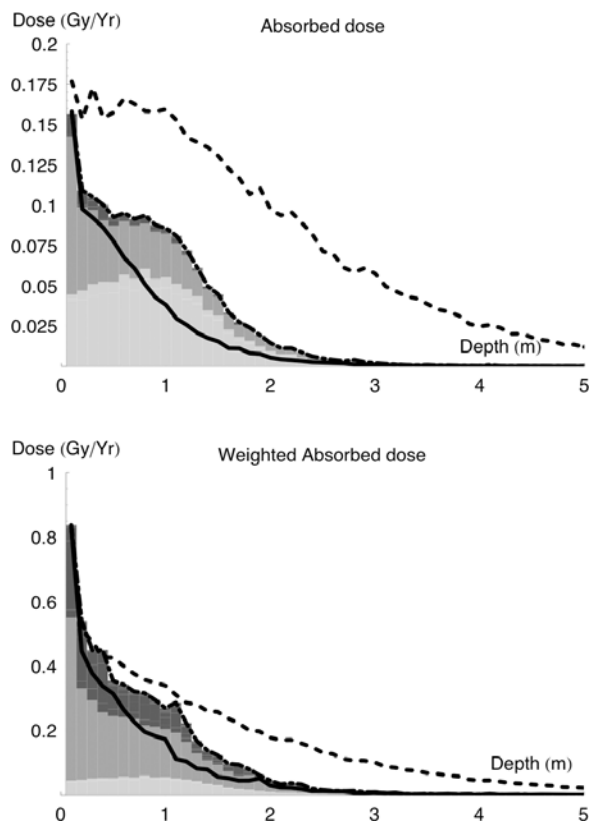 Dose (Gy/Yr)
Absorbed dose
0.2
0.175
0.15
0.125
0.1
0.075
0.05
0.025
Depth (m)
0 1 2 3 4 5
Dose (Gy/Yr)
Weighted Absorbed dose
1
0.8
0.6
0.4
0.2
Depth (m)
0 1 2 3 4 5